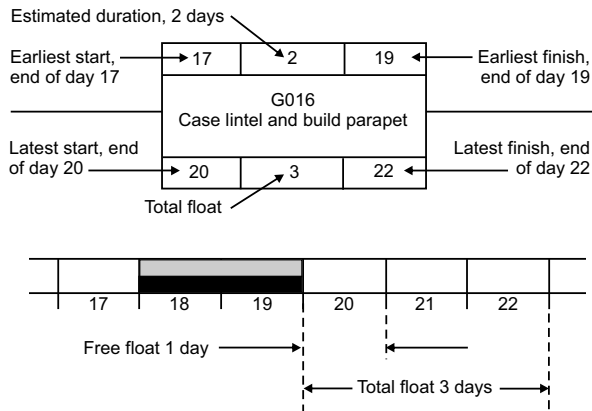 Estimated duration, 2 days
Earliest start,
end of day 17
17
2
19
Earliest finish,
end of day 19
G016
Case lintel and build parapet
Latest start, end
of day 20
20
3
22
Latest finish, end
of day 22
Total float
17
18
19
20
21
22
Free float 1 day
Total float 3 days